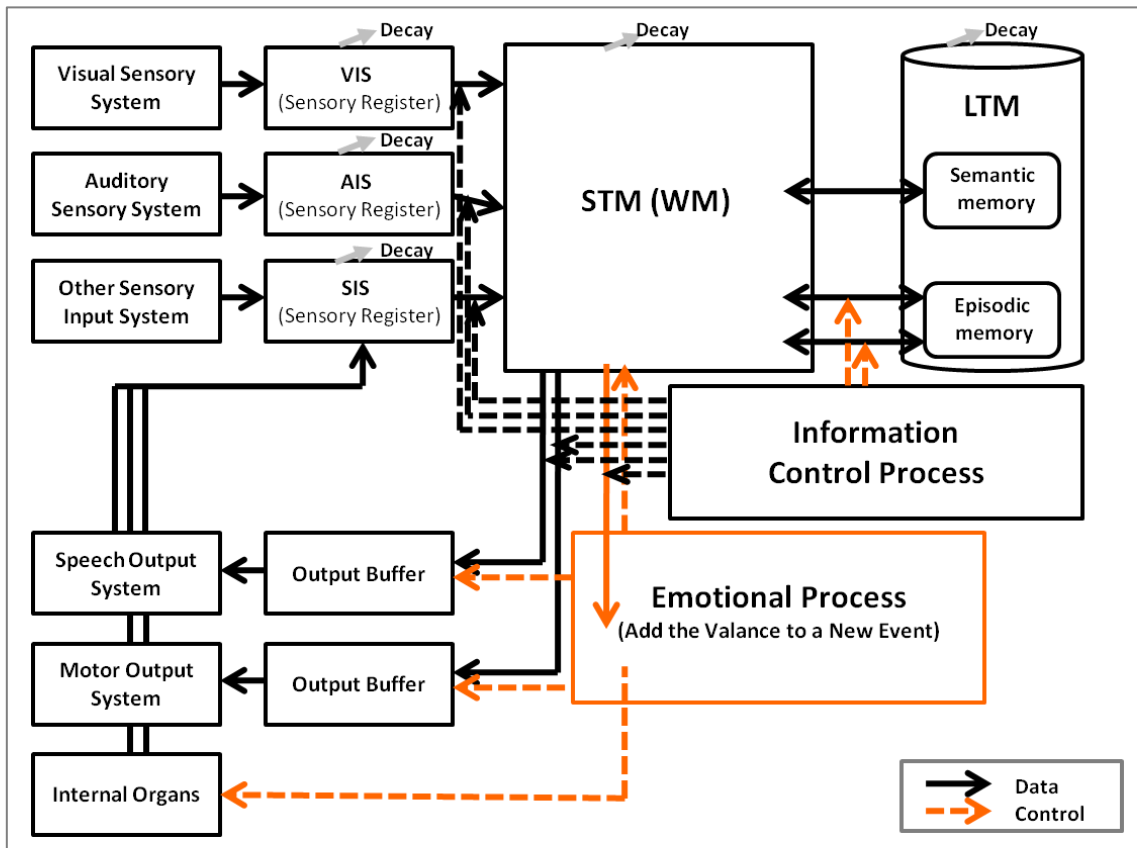 Decay
Decay
Decay
Visual Sensory
System
VIS
(Sensory Register)
LTM
Decay
Auditory
Sensory System
AIS
(Sensory Register)
STM (WM)
Semantic
memory
Decay
Other Sensory
Input System
SIS
(Sensory Register)
Episodic
memory
Information
Control Process
Speech Output
System
Output Buffer
Emotional Process
(Add the Valance to a New Event)
Motor Output
System
Output Buffer
Internal Organs
Data
Control